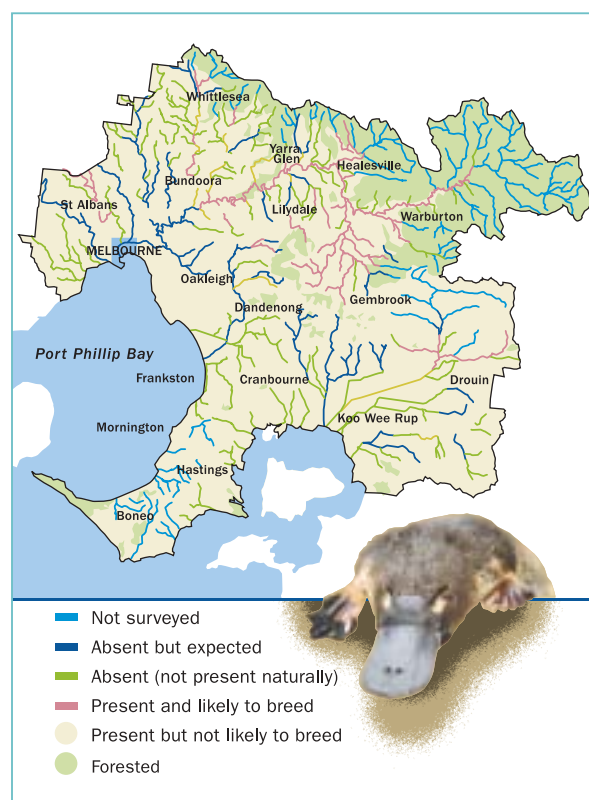 Whittlesea
Yarra
Glen
Healesville
Bundoora
St Albans
Lilydale
Warburton
MELBOURNE
Oakleigh
Gembrook
Dandenong
Port Phillip Bay
Frankston
Cranbourne
Drouin
Koo Wee Rup
Mornington
Hastings
Boneo
Not surveyed
Absent but expected
Absent (not present naturally)
Present and likely to breed
Present but not likely to breed
Forested